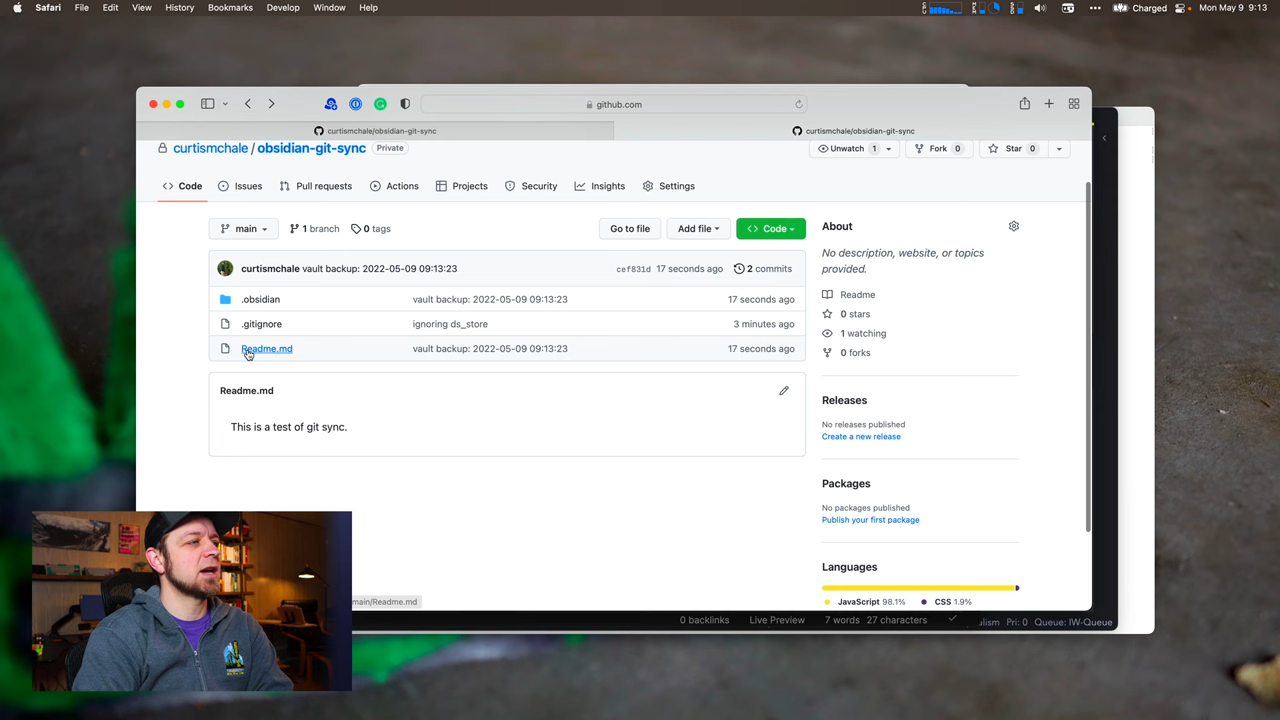 Safari File Edit View History Bookmarks Develop Window Help
Charged Mon May 9 9:13
github.com
curtismchale/obsidian-git-sync
curtismchale/obsidian-git-sync
curtismchale / obsidian-git-sync Private
Unwatch 1 Fork 0 Star 0
Code Issues Pull requests Actions Projects Security Insights Settings
main 1 branch 0 tags Go to file Add file Code
curtismchale vault backup: 2022-05-09 09:13:23 cef831d 17 seconds ago 2 commits
.obsidian vault backup: 2022-05-09 09:13:23 17 seconds ago
.gitignore ignoring ds_store 3 minutes ago
Readme.md vault backup: 2022-05-09 09:13:23 17 seconds ago
Readme.md
This is a test of git sync.
About
No description, website, or topics
provided.
Readme
0 stars
1 watching
0 forks
Releases
No releases published
Create a new release
Packages
No packages published
Publish your first package
Languages
JavaScript 98.1% CSS 1.9%
main/Readme.md
0 backlinks Live Preview 7 words 27 characters Pri: 0 Queue: IW-Queue